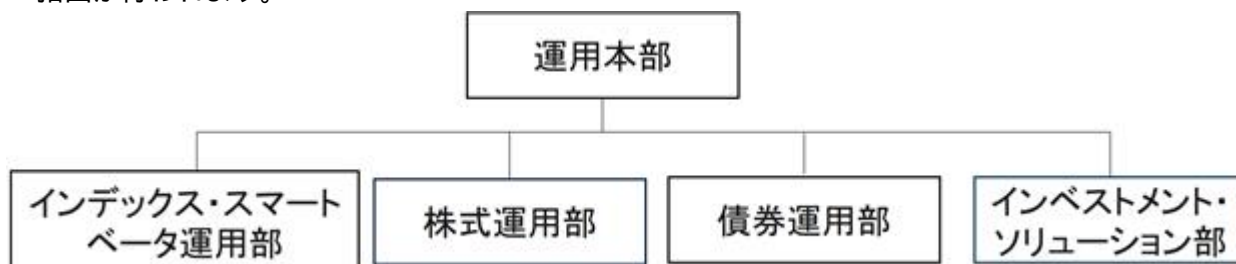 運用本部
インデックス・スマート
ベータ運用部
株式運用部
債券運用部
インベストメント・
ソリューション部